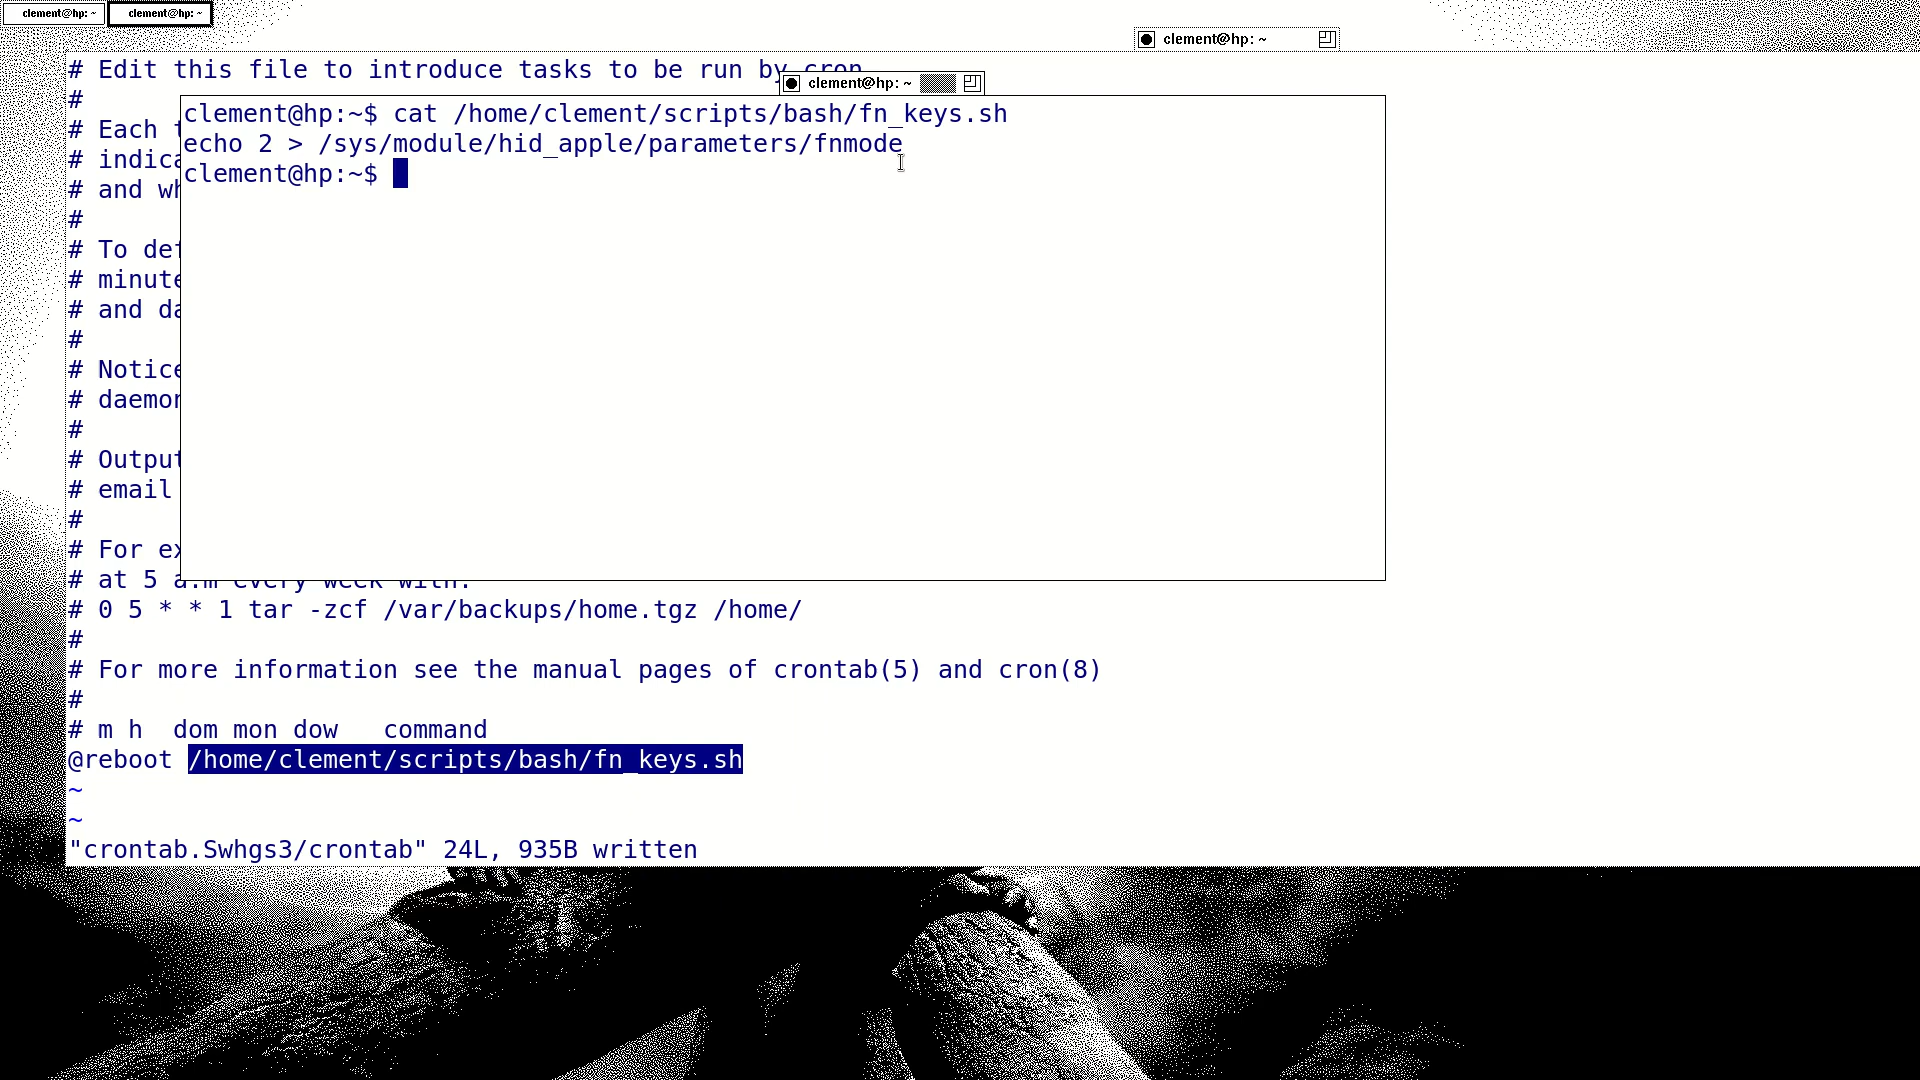 clement@hp: ~ clement@hp: ~
clement@hp: ~
# Edit this file to introduce tasks to be run by cron.
clement@hp: ~
#
clement@hp:~$ cat /home/clement/scripts/bash/fn_keys.sh
# Each
echo 2 > /sys/module/hid_apple/parameters/fnmode
# indica
clement@hp:~$
# and wh
#
# To def
# minute
# and da
#
# Notice
# daemon
#
# Output
# email
#
# For ex
# at 5 a.m every week with:
# 0 5 * * 1 tar -zcf /var/backups/home.tgz /home/
#
# For more information see the manual pages of crontab(5) and cron(8)
#
# m h  dom mon dow   command
@reboot /home/clement/scripts/bash/fn_keys.sh
~
~
"crontab.Swhgs3/crontab" 24L, 935B written